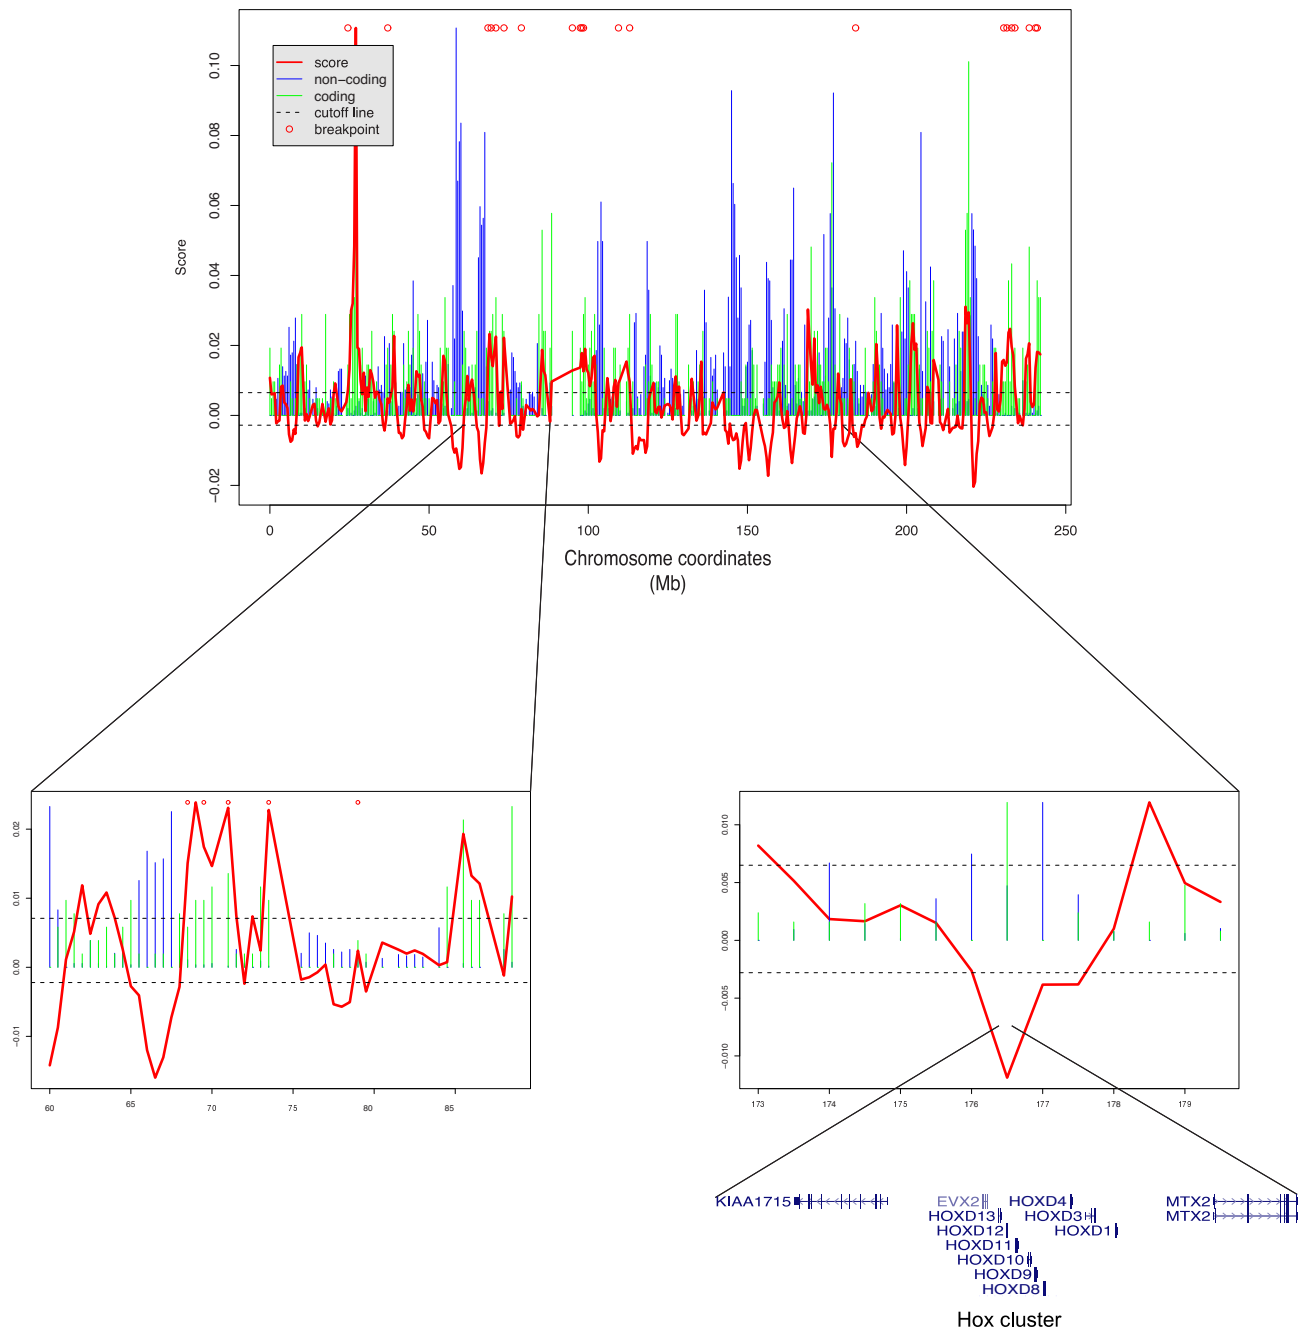 score
non−coding
coding
cutoff line
breakpoint
Score
0.10
0.08
0.06
0.04
0.02
0.00
−0.02
0 50 100 150 200 250
Chromosome coordinates
(Mb)
0.02
0.01
0.00
−0.01
60 65 70 75 80 85
0.010
0.005
0.000
−0.005
−0.010
173 174 175 176 177 178 179
KIAA1715 EVX2 HOXD4 MTX2
HOXD13 HOXD3 MTX2
HOXD12 HOXD1
HOXD11
HOXD10
HOXD9
HOXD8
Hox cluster